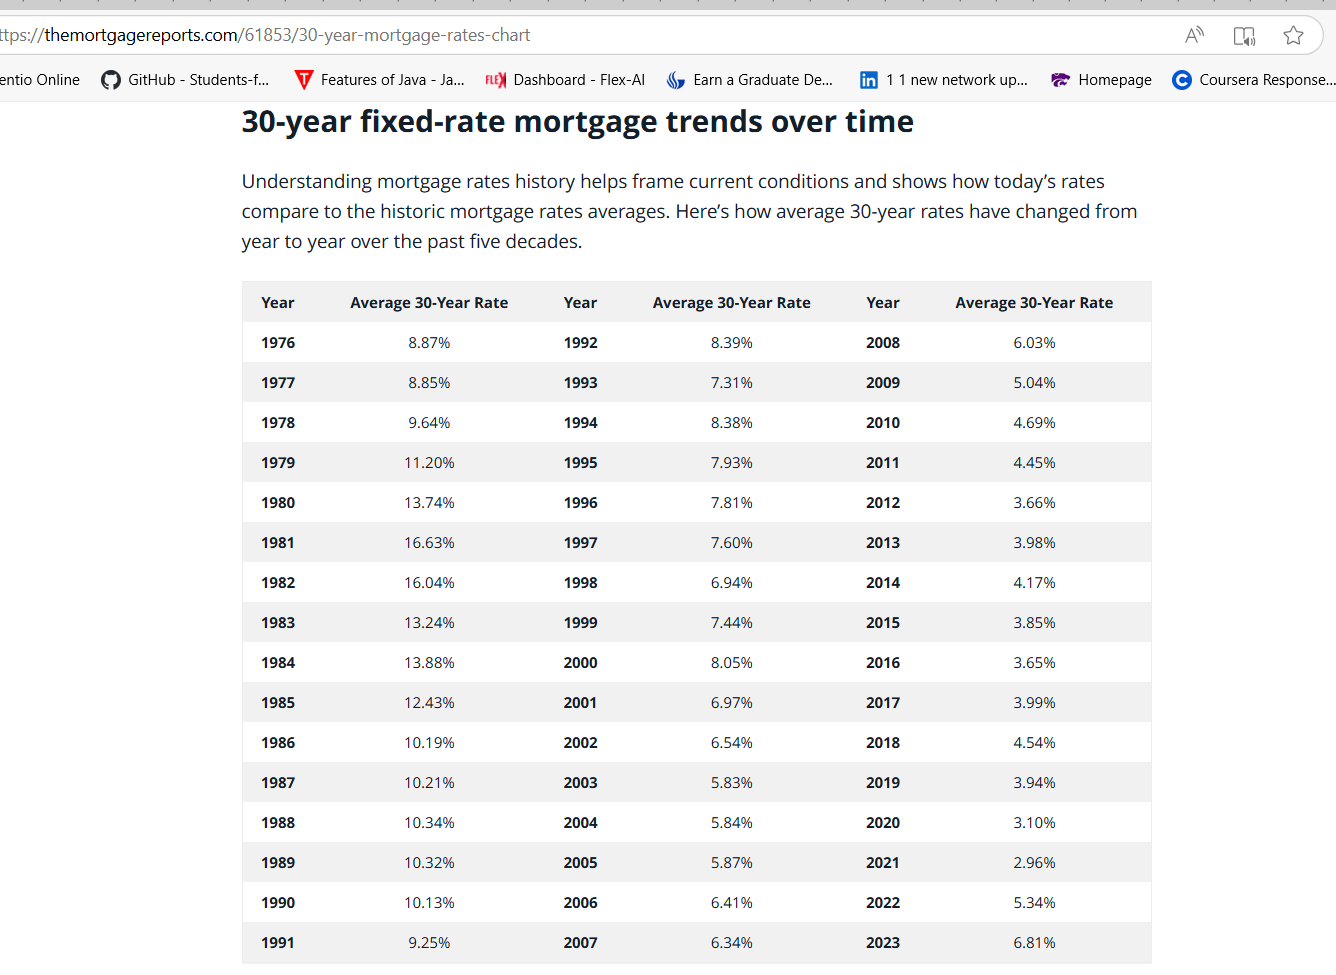 ttps://themortgagereports.com/61853/30-year-mortgage-rates-chart
entio Online GitHub - Students-f... Features of Java - Ja... FLEX Dashboard - Flex-AI Earn a Graduate De... in 1 1 new network up... Homepage C Coursera Response...
30-year fixed-rate mortgage trends over time
Understanding mortgage rates history helps frame current conditions and shows how today’s rates
compare to the historic mortgage rates averages. Here’s how average 30-year rates have changed from
year to year over the past five decades.
Year Average 30-Year Rate Year Average 30-Year Rate Year Average 30-Year Rate
1976 8.87% 1992 8.39% 2008 6.03%
1977 8.85% 1993 7.31% 2009 5.04%
1978 9.64% 1994 8.38% 2010 4.69%
1979 11.20% 1995 7.93% 2011 4.45%
1980 13.74% 1996 7.81% 2012 3.66%
1981 16.63% 1997 7.60% 2013 3.98%
1982 16.04% 1998 6.94% 2014 4.17%
1983 13.24% 1999 7.44% 2015 3.85%
1984 13.88% 2000 8.05% 2016 3.65%
1985 12.43% 2001 6.97% 2017 3.99%
1986 10.19% 2002 6.54% 2018 4.54%
1987 10.21% 2003 5.83% 2019 3.94%
1988 10.34% 2004 5.84% 2020 3.10%
1989 10.32% 2005 5.87% 2021 2.96%
1990 10.13% 2006 6.41% 2022 5.34%
1991 9.25% 2007 6.34% 2023 6.81%